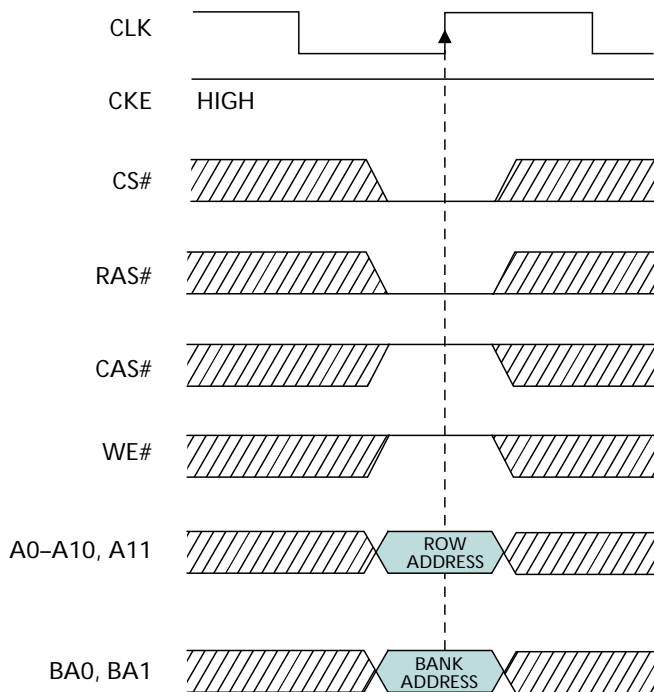 CLK
CKE HIGH
CS#
RAS#
CAS#
WE#
A0–A10, A11
ROW
ADDRESS
BA0, BA1
BANK
ADDRESS